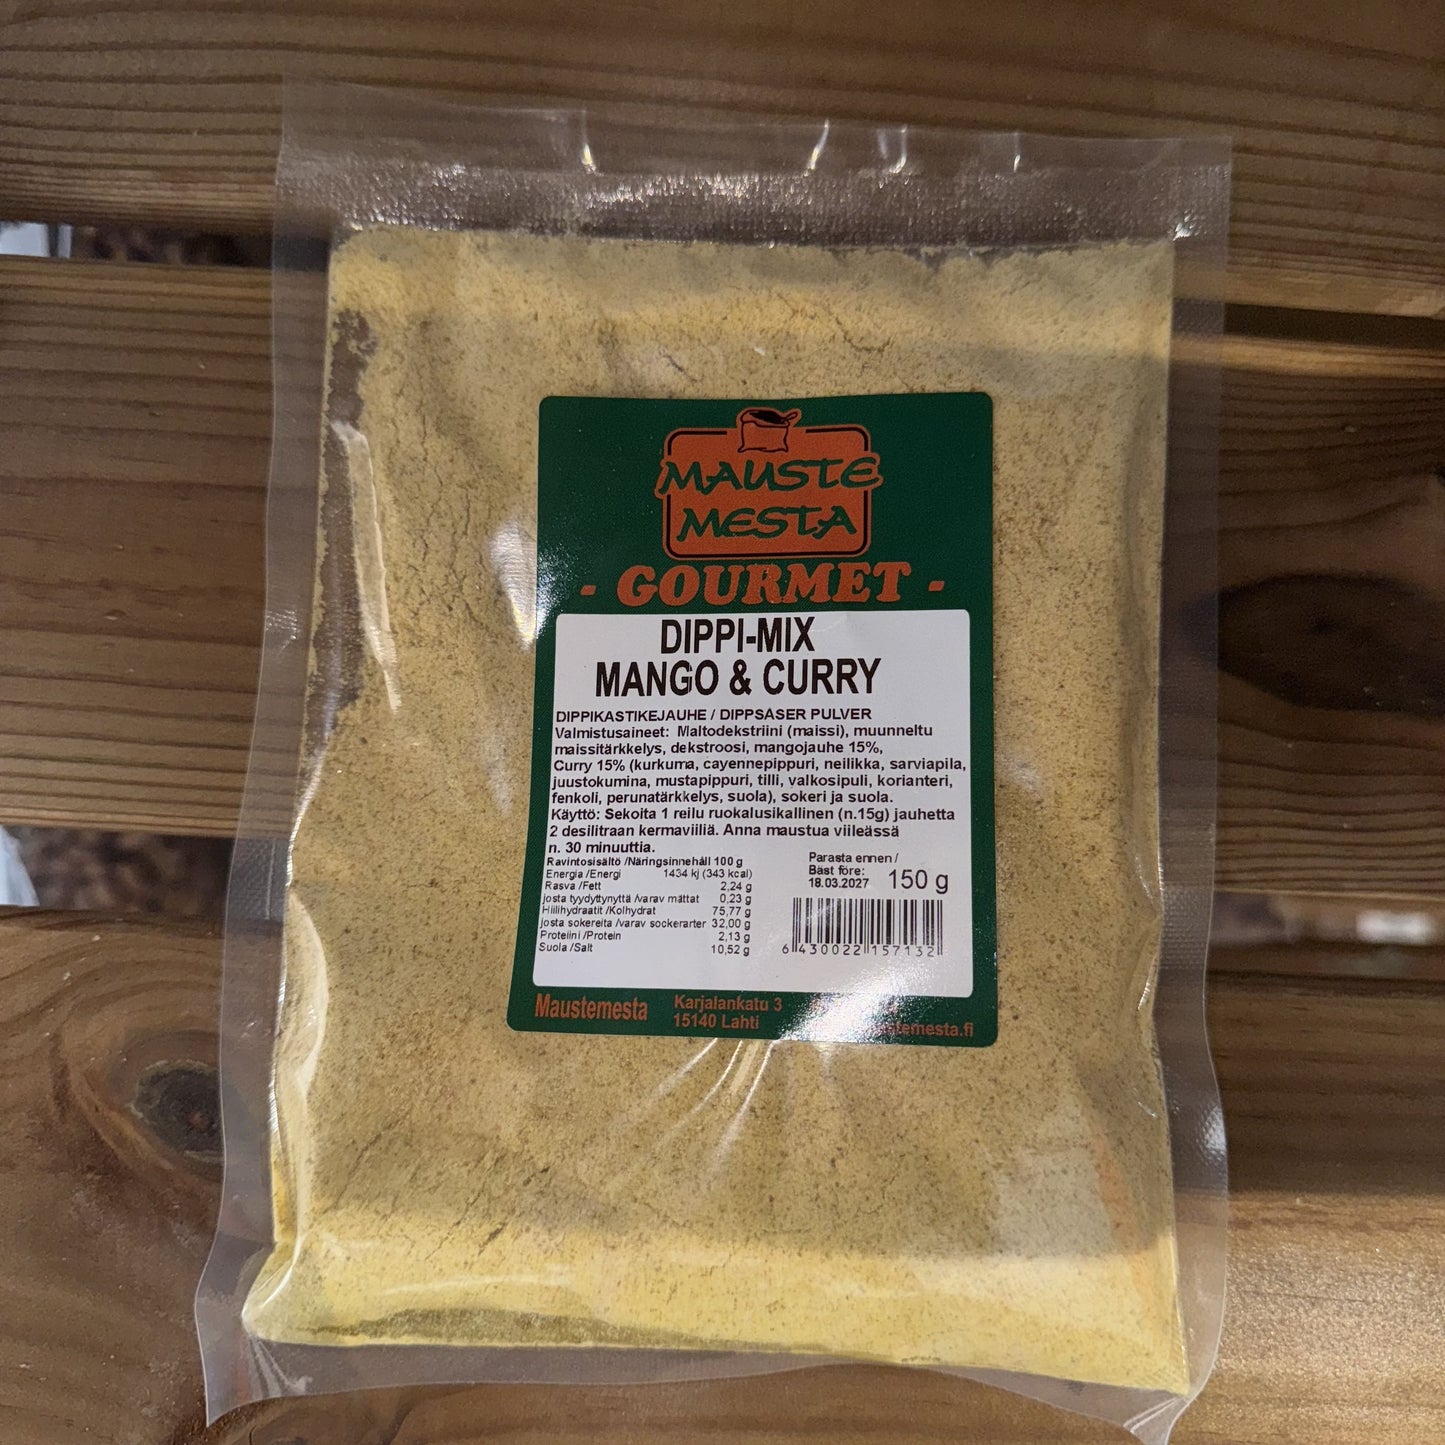 MAUSTE
MESTA
- GOURMET -
DIPPI-MIX
MANGO & CURRY
DIPPIKASTIKEJAUHE / DIPPSÅSER PULVER
Valmistusaineet: Maltodekstriini (maissi), muunneltu
maissitärkkelys, dekstroosi, mangojauhe 15%,
Curry 15% (kurkuma, cayennepippuri, neilikka, sarviapila,
juustokumina, mustapippuri, tilli, valkosipuli, korianteri,
fenkoli, perunatärkkelys, suola), sokeri ja suola.
Käyttö: Sekoita 1 reilu ruokalusikallinen (n.15g) jauhetta
2 desilitraan kermaviiliä. Anna maustua viileässä
n. 30 minuuttia.
Ravintosisältö /Näringsinnehåll 100 g
Energia /Energi 1434 kj (343 kcal)
Rasva /Fett 2,24 g
josta tyydyttynyttä /varav mättat 0,23 g
Hiilihydraatit /Kolhydrat 75,77 g
josta sokereita /varav sockerarter 32,00 g
Proteiini /Protein 2,13 g
Suola /Salt 10,52 g
Parasta ennen /
Bäst före:
18.03.2027 150 g
6 430022 157132
Maustemesta
Karjalankatu 3
15140 Lahti
temesta.fi